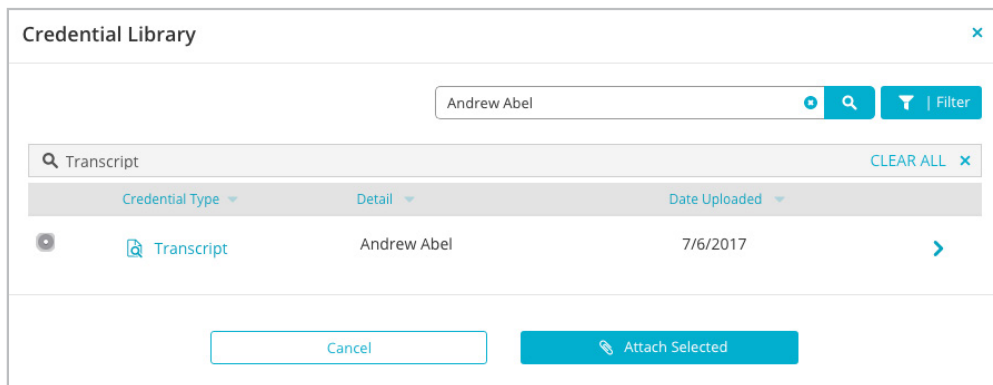 Credential Library
Andrew Abel
| Filter
Transcript CLEAR ALL
Credential Type Detail Date Uploaded
Transcript Andrew Abel 7/6/2017
Cancel Attach Selected